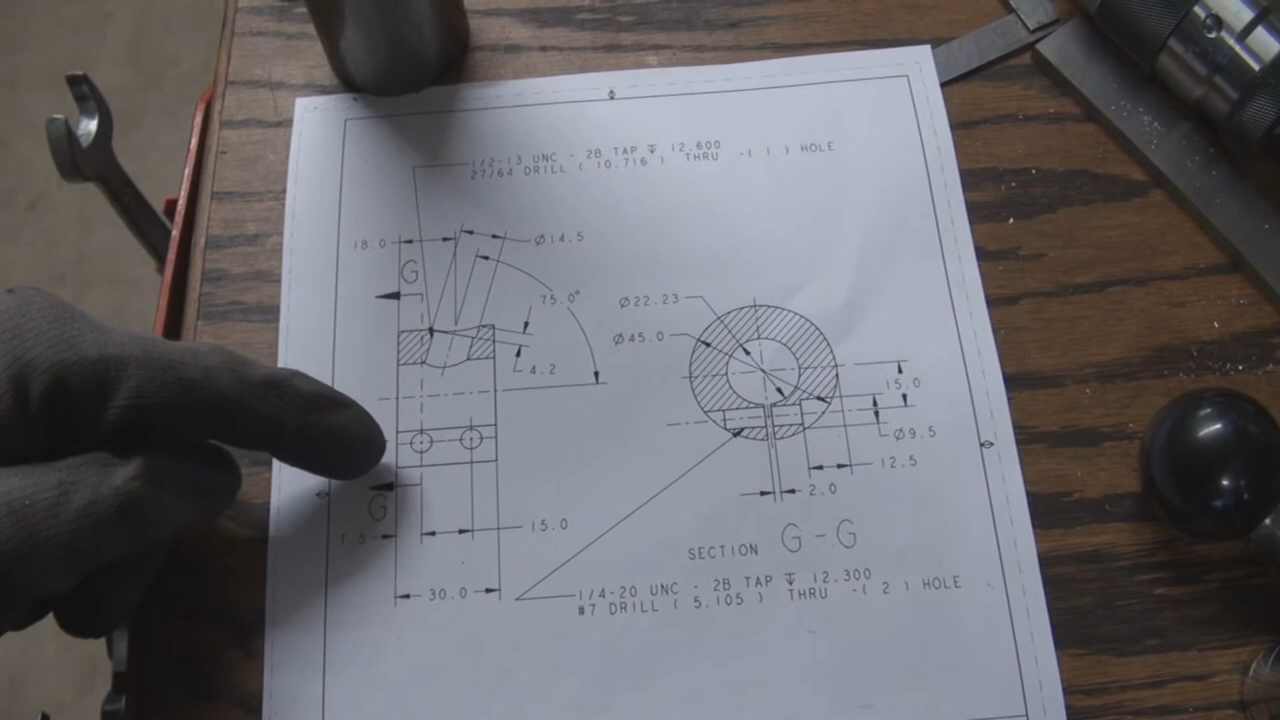 1/2-13 UNC - 2B TAP ↧ 12.600
27/64 DRILL ( 10.716 ) THRU -( 1 ) HOLE
18.0
Ø14.5
G
75.0°
4.2
Ø22.23
Ø45.0
15.0
Ø9.5
12.5
2.0
G
7.5
15.0
30.0
SECTION G-G
1/4-20 UNC - 2B TAP ↧ 12.300
#7 DRILL ( 5.105 ) THRU -( 2 ) HOLE